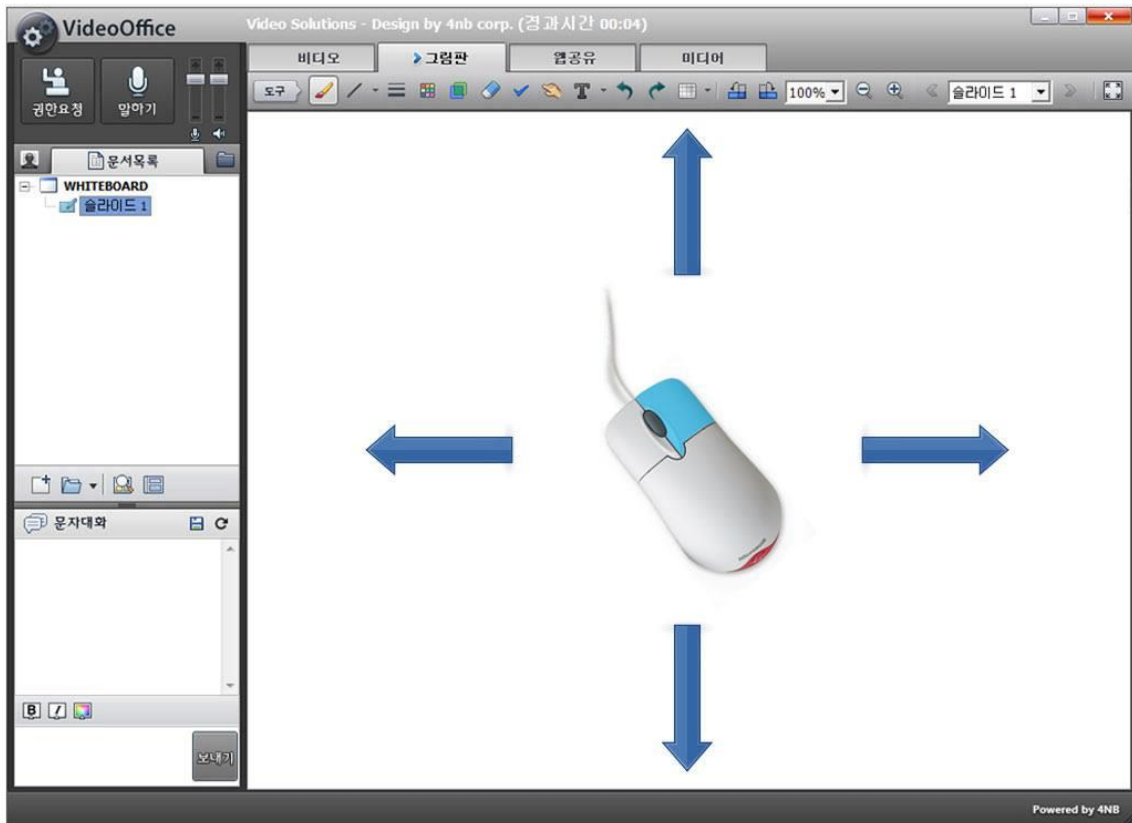 VideoOffice
Video Solutions - Design by 4nb corp. (경과시간 00:04)
권한요청
말하기
비디오
그림판
앱공유
미디어
도구
T
100%
슬라이드 1
문서목록
WHITEBOARD
슬라이드 1
문자대화
B I
보내기
Powered by 4NB